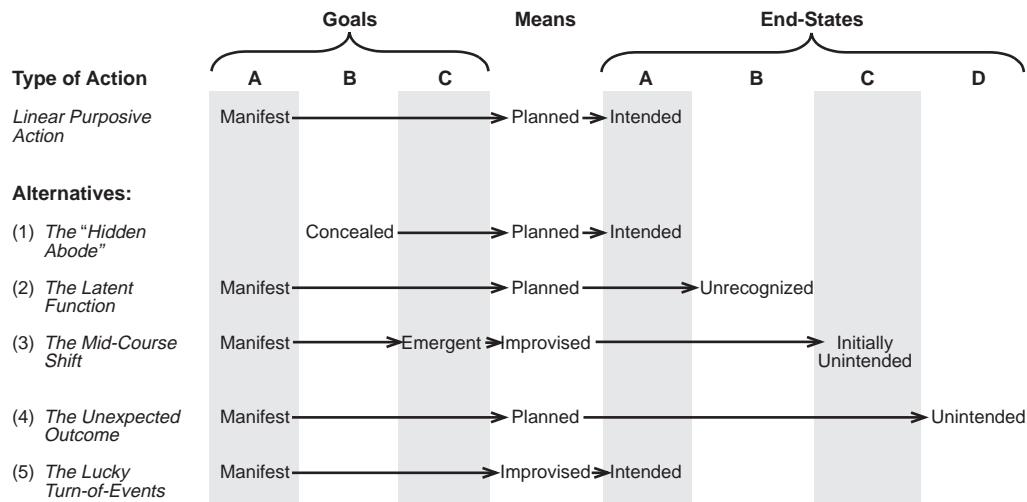 Goals Means End-States
Type of Action A B C A B C D
Linear Purposive Manifest Planned Intended
Action
Alternatives:
(1) The “Hidden Concealed Planned Intended
Abode”
(2) The Latent Manifest Planned Unrecognized
Function
(3) The Mid-Course Manifest Emergent Improvised Initially
Shift Unintended
(4) The Unexpected Manifest Planned Unintended
Outcome
(5) The Lucky Manifest Improvised Intended
Turn-of-Events